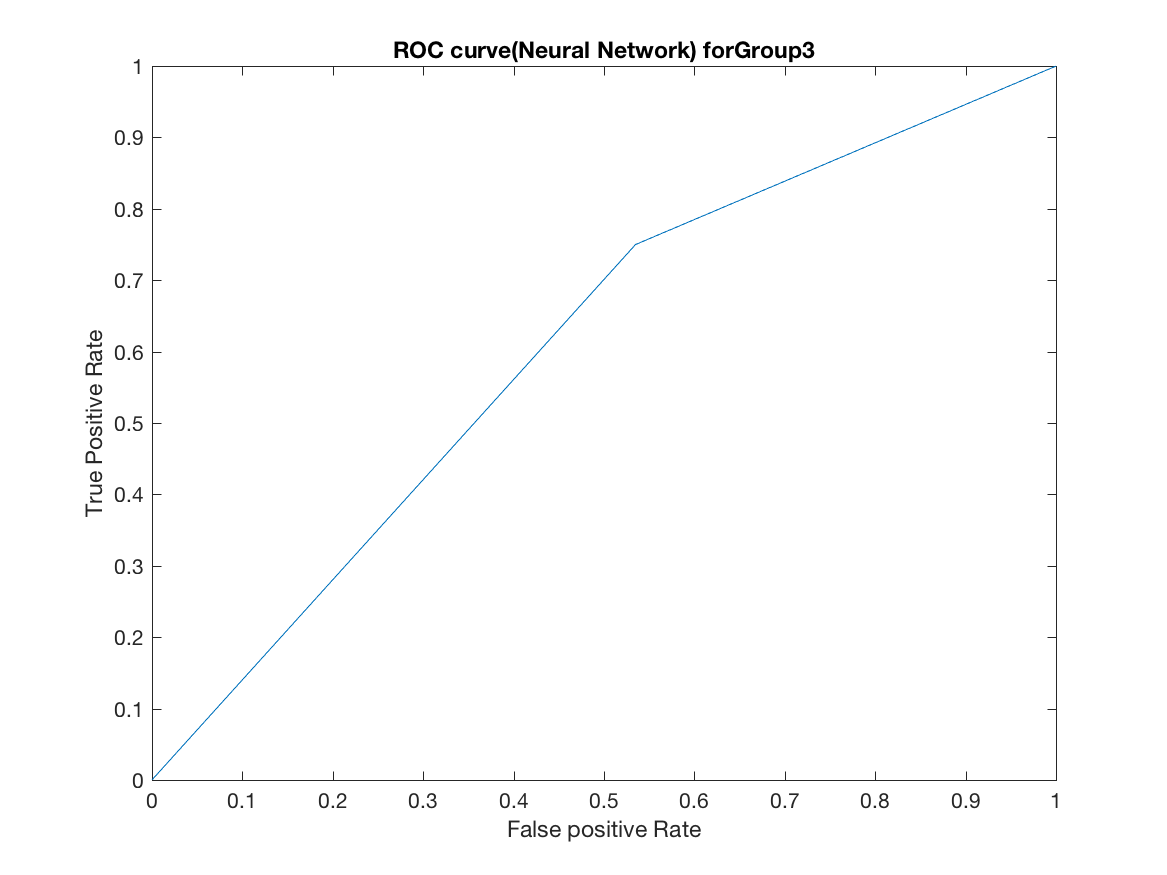 ROC curve(Neural Network) forGroup3
1
0.9
0.8
0.7
0.6
0.5
0.4
0.3
0.2
0.1
0
True Positive Rate
0 0.1 0.2 0.3 0.4 0.5 0.6 0.7 0.8 0.9 1
False positive Rate